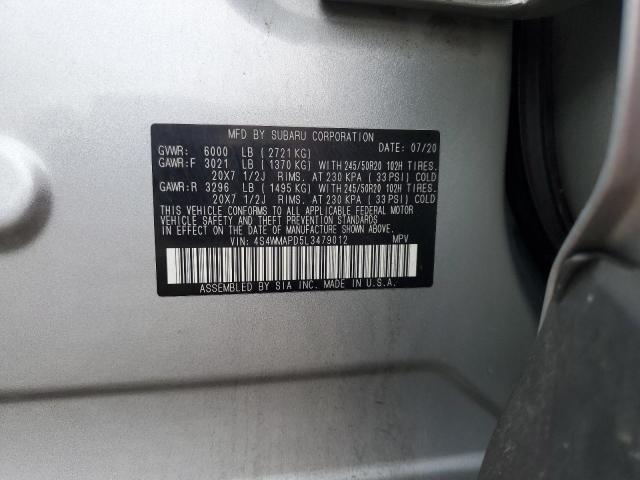 MFD BY SUBARU CORPORATION
GVWR: 6000 LB ( 2721 KG) DATE: 07/20
GAWR:F 3021 LB ( 1370 KG) WITH 245/50R20 102H TIRES.
20X7 1/2J RIMS. AT 230 KPA ( 33 PSI) COLD
GAWR:R 3296 LB ( 1495 KG) WITH 245/50R20 102H TIRES.
20X7 1/2J RIMS. AT 230 KPA ( 33 PSI) COLD
THIS VEHICLE CONFORMS TO ALL APPLICABLE FEDERAL MOTOR
VEHICLE SAFETY, BUMPER, AND THEFT PREVENTION STANDARDS
IN EFFECT ON THE DATE OF MANUFACTURE SHOWN ABOVE.
VIN: 4S4WMAPD5L3479012 MPV
ASSEMBLED BY SIA INC. MADE IN U.S.A.